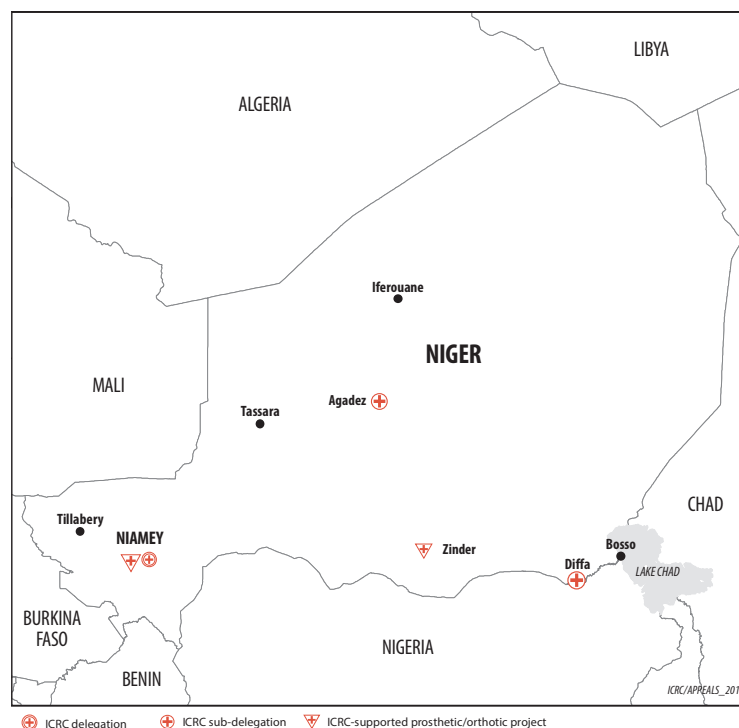 LIBYA
ALGERIA
Iferouane
NIGER
MALI
Agadez
Tassara
CHAD
Tillabery
NIAMEY
Zinder
Bosso
Diffa
LAKE CHAD
BURKINA
FASO
NIGERIA
BENIN
ICRC/APPEALS_201
ICRC delegation
ICRC sub-delegation
ICRC-supported prosthetic/orthotic project